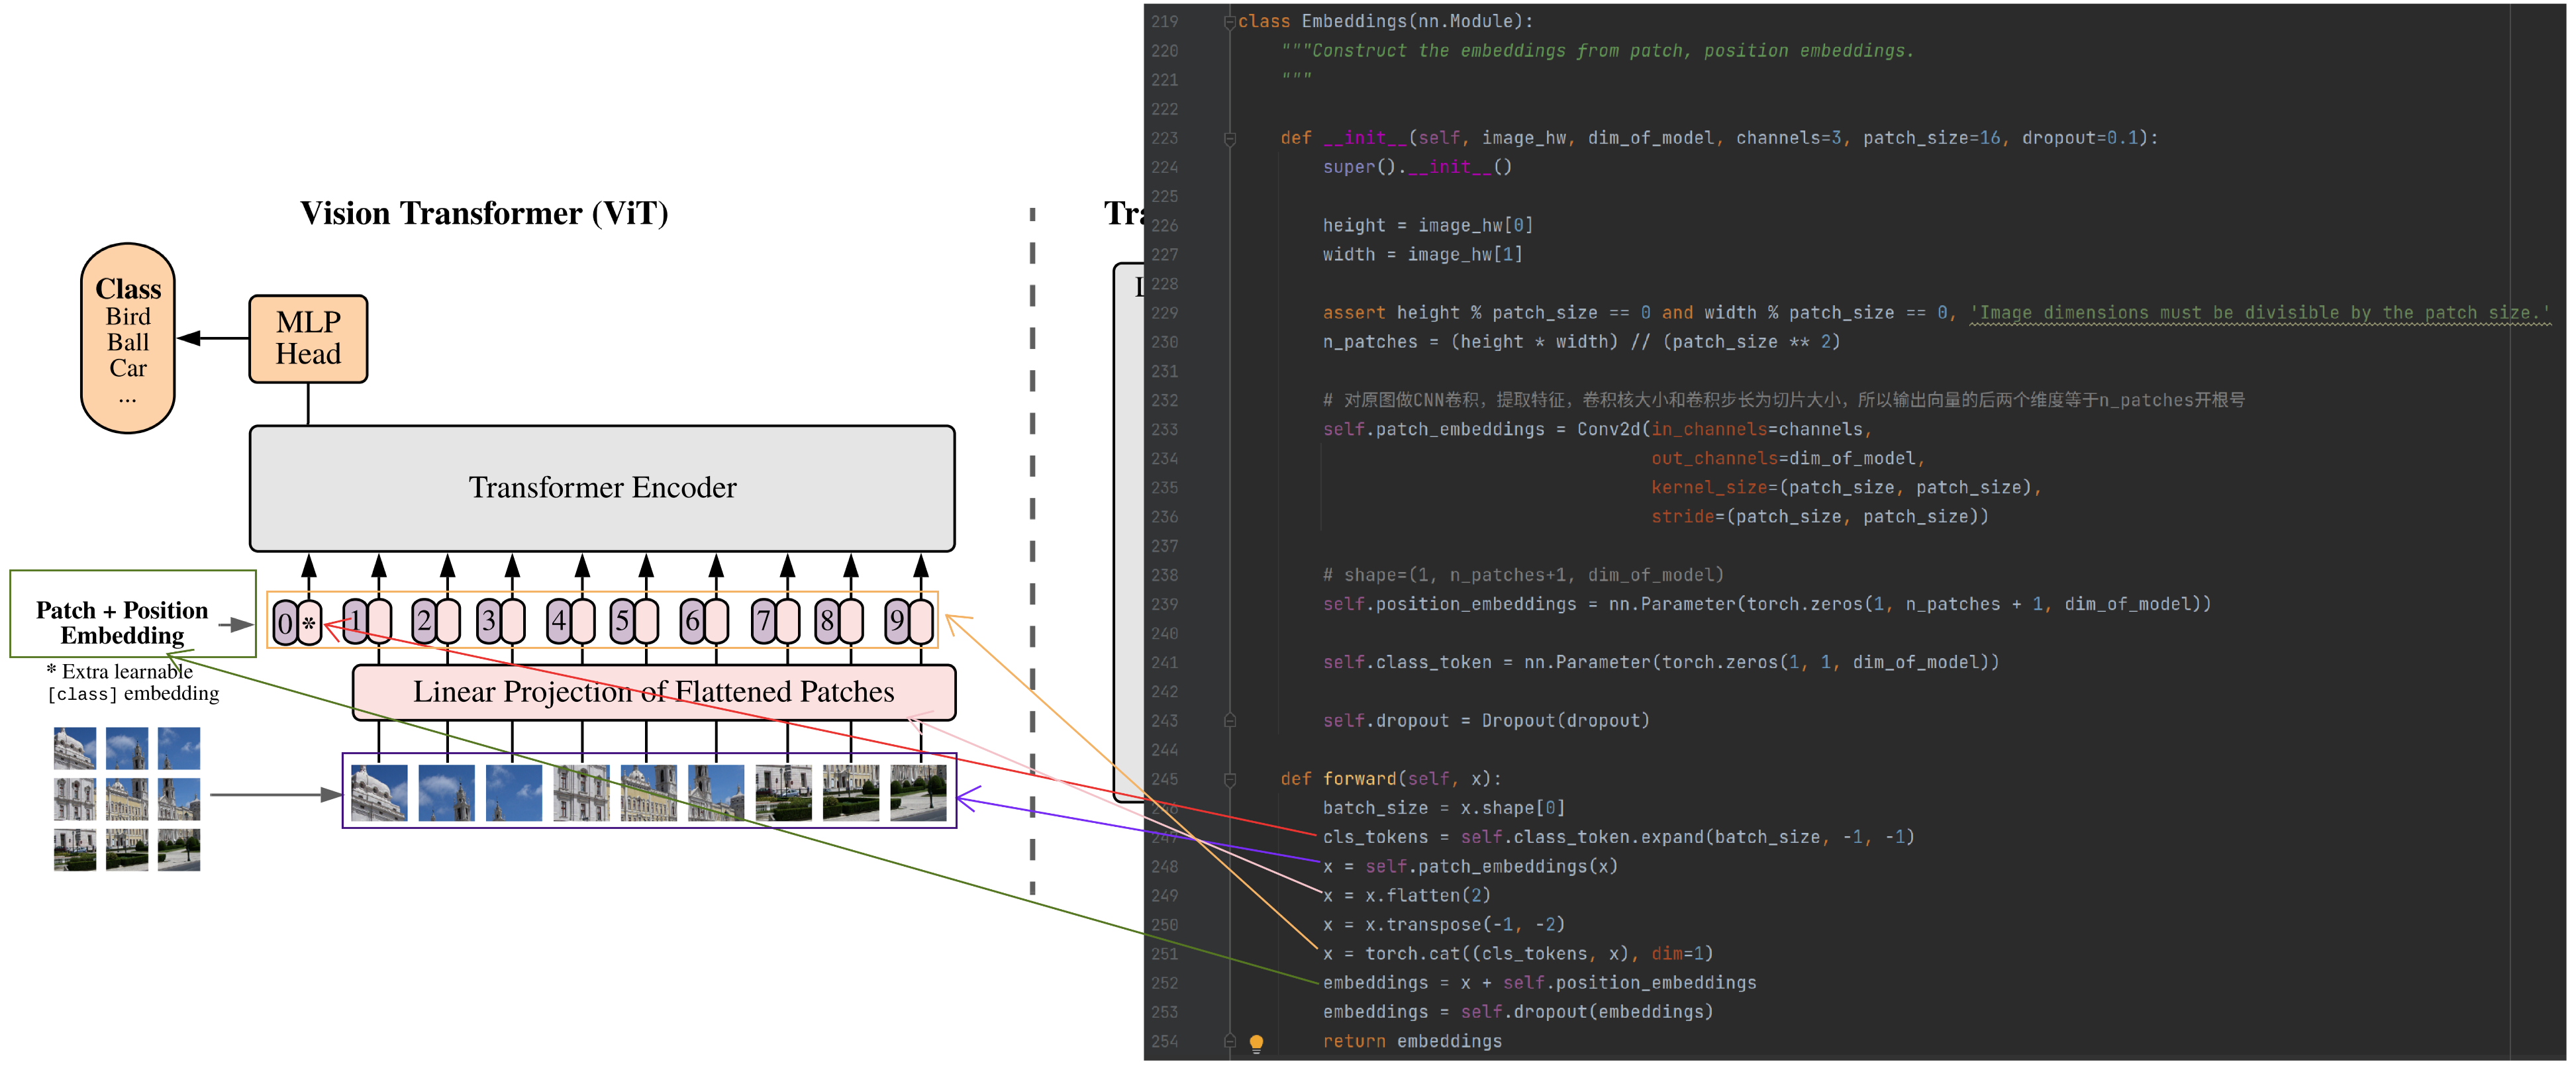 Vision Transformer (ViT)
Class
Bird
Ball
Car
...
MLP
Head
Transformer Encoder
Patch + Position
Embedding
0 * 1 2 3 4 5 6 7 8 9
* Extra learnable
[class] embedding
Linear Projection of Flattened Patches
219 class Embeddings(nn.Module):
220 """Construct the embeddings from patch, position embeddings.
221 """
222
223 def __init__(self, image_hw, dim_of_model, channels=3, patch_size=16, dropout=0.1):
224 super().__init__()
225
226 height = image_hw[0]
227 width = image_hw[1]
228
229 assert height % patch_size == 0 and width % patch_size == 0, 'Image dimensions must be divisible by the patch size.'
230 n_patches = (height * width) // (patch_size ** 2)
231
232 # 对原图做CNN卷积，提取特征，卷积核大小和卷积步长为切片大小，所以输出向量的后两个维度等于n_patches开根号
233 self.patch_embeddings = Conv2d(in_channels=channels,
234 out_channels=dim_of_model,
235 kernel_size=(patch_size, patch_size),
236 stride=(patch_size, patch_size))
237
238 # shape=(1, n_patches+1, dim_of_model)
239 self.position_embeddings = nn.Parameter(torch.zeros(1, n_patches + 1, dim_of_model))
240
241 self.class_token = nn.Parameter(torch.zeros(1, 1, dim_of_model))
242
243 self.dropout = Dropout(dropout)
244
245 def forward(self, x):
246 batch_size = x.shape[0]
247 cls_tokens = self.class_token.expand(batch_size, -1, -1)
248 x = self.patch_embeddings(x)
249 x = x.flatten(2)
250 x = x.transpose(-1, -2)
251 x = torch.cat((cls_tokens, x), dim=1)
252 embeddings = x + self.position_embeddings
253 embeddings = self.dropout(embeddings)
254 return embeddings